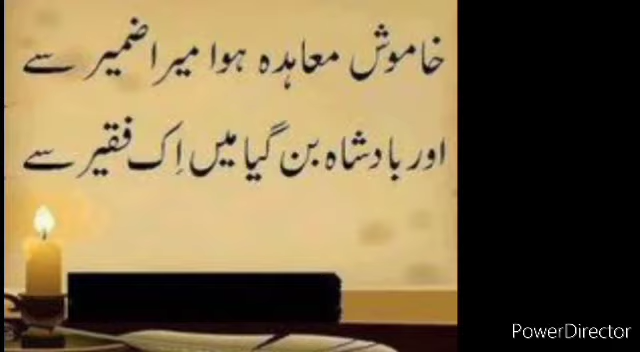 خاموش معاہدہ ہوا میرا ضمیر سے
اور بادشاہ بن گیا میں اِک فقیر سے
PowerDirector